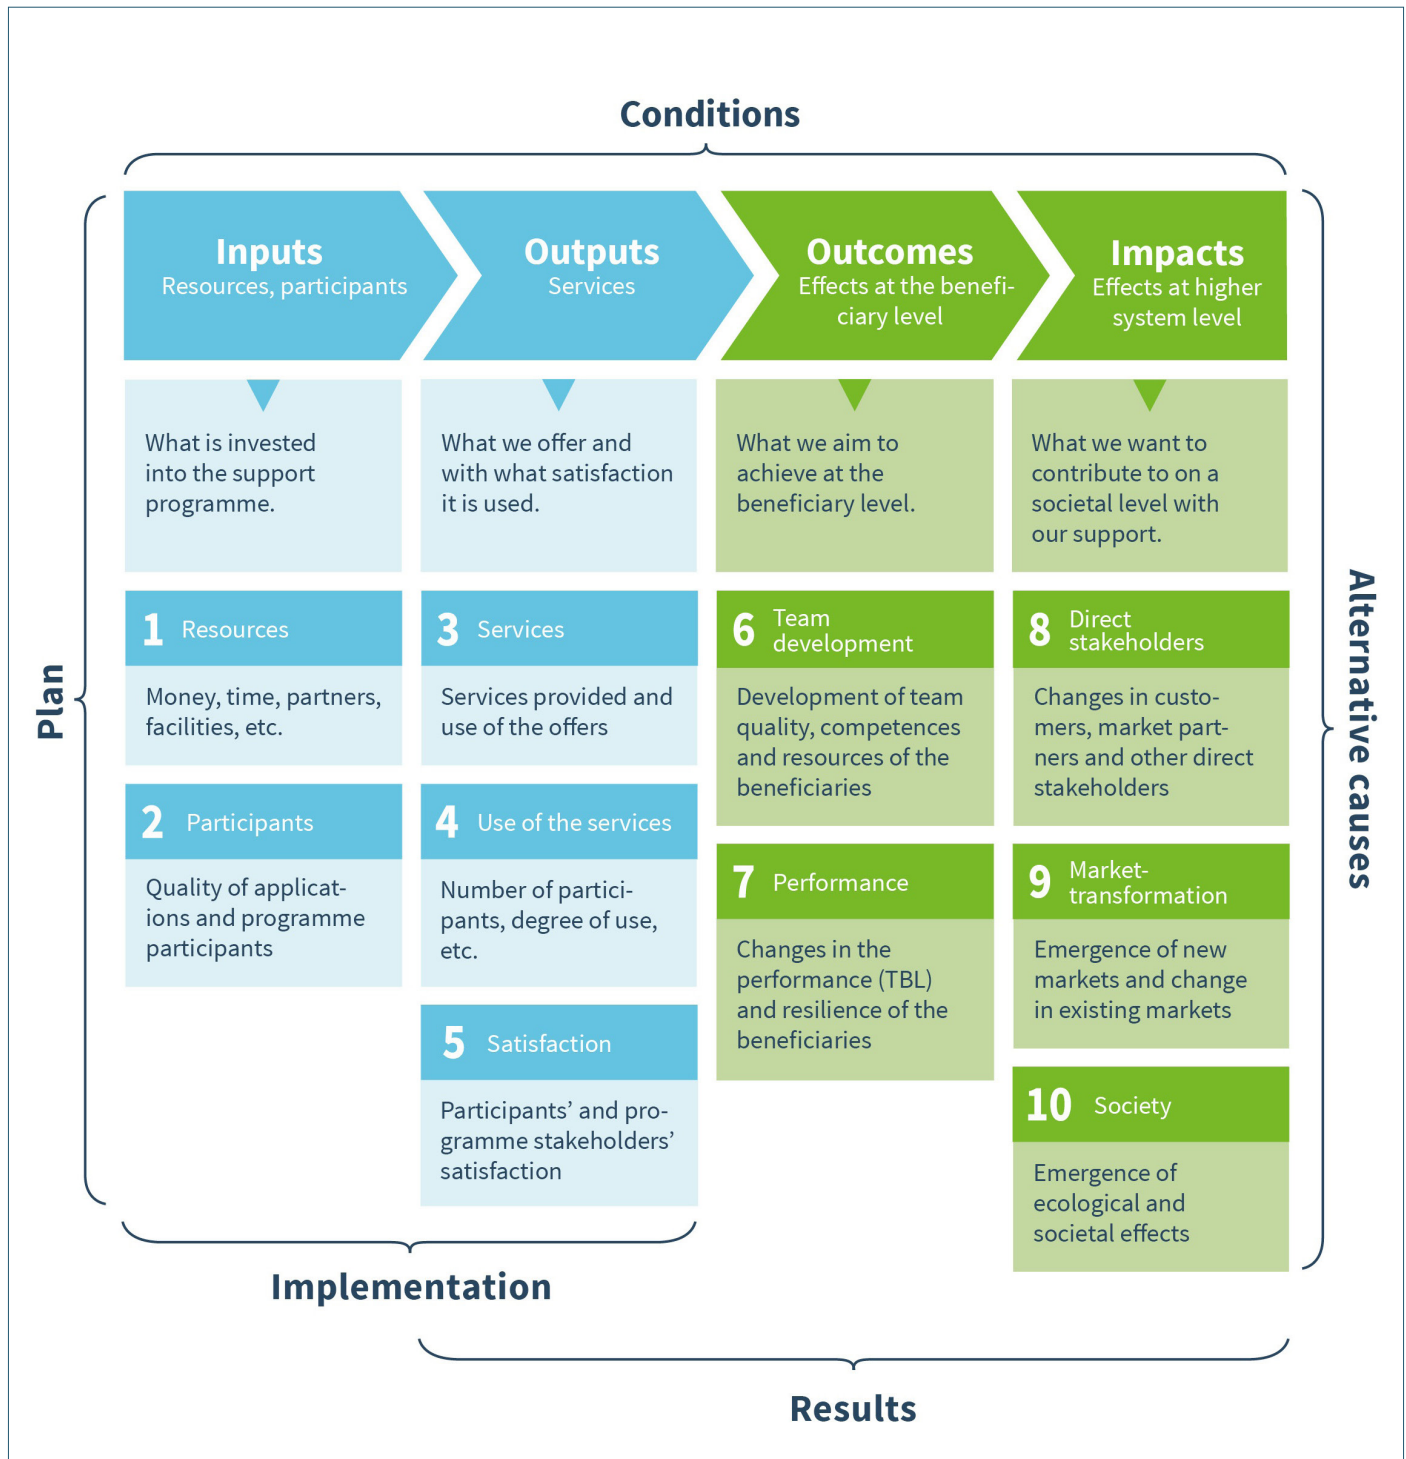 Conditions
Plan
Inputs
Resources, participants
Outputs
Services
Outcomes
Effects at the benefi-
ciary level
Impacts
Effects at higher
system level
What is invested
into the support
programme.
What we offer and
with what satisfaction
it is used.
What we aim to
achieve at the
beneficiary level.
What we want to
contribute to on a
societal level with
our support.
1 Resources
Money, time, partners,
facilities, etc.
2 Participants
Quality of applicat-
ions and programme
participants
3 Services
Services provided and
use of the offers
4 Use of the services
Number of partici-
pants, degree of use,
etc.
5 Satisfaction
Participants’ and pro-
gramme stakeholders’
satisfaction
6 Team
development
Development of team
quality, competences
and resources of the
beneficiaries
7 Performance
Changes in the
performance (TBL)
and resilience of the
beneficiaries
8 Direct
stakeholders
Changes in custo-
mers, market part-
ners and other direct
stakeholders
9 Market-
transformation
Emergence of new
markets and change
in existing markets
10 Society
Emergence of
ecological and
societal effects
Alternative causes
Implementation
Results